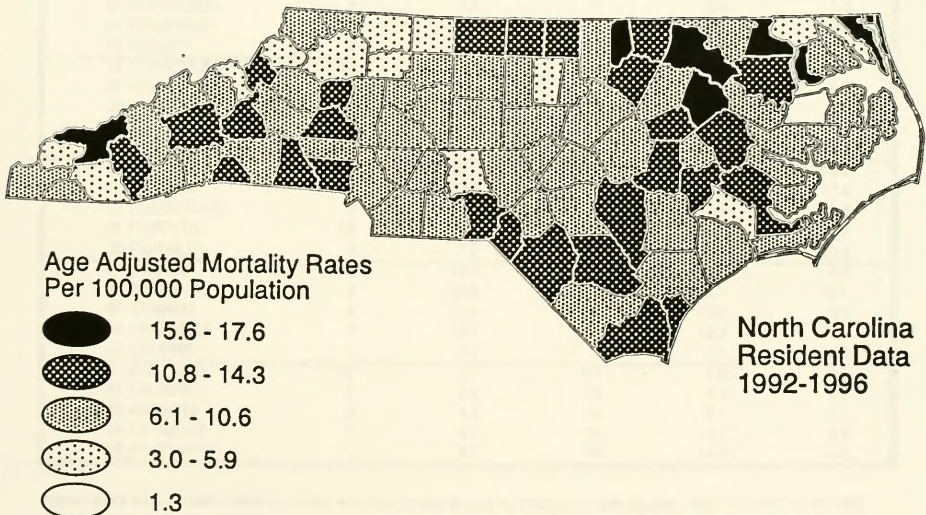 Age Adjusted Mortality Rates
Per 100,000 Population
15.6 - 17.6
10.8 - 14.3
6.1 - 10.6
3.0 - 5.9
1.3
North Carolina
Resident Data
1992-1996